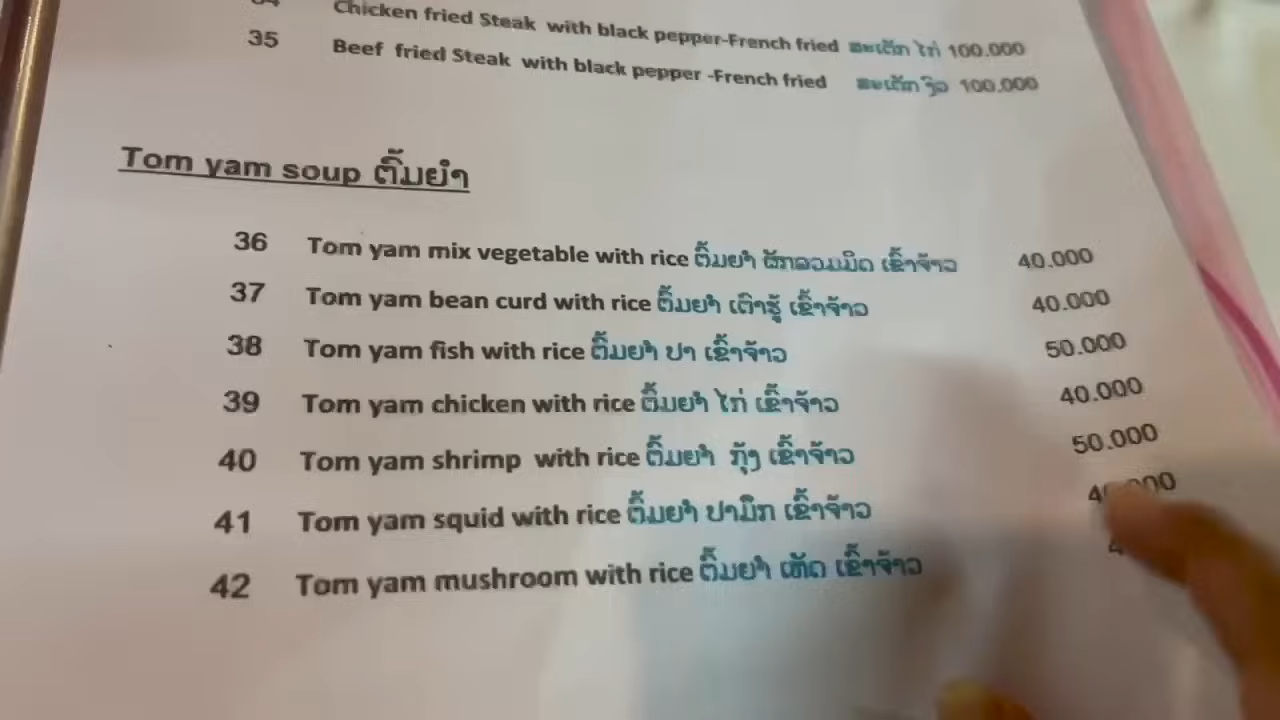 Chicken fried Steak with black pepper-French fried ສະເຕັກ ໄກ່ 100.000
35 Beef fried Steak with black pepper -French fried ສະເຕັກ ງົວ 100.000
Tom yam soup ຕົ້ມຍຳ
36 Tom yam mix vegetable with rice ຕົ້ມຍຳ ຜັກລວມມິດ ເຂົ້າຈ້າວ 40.000
37 Tom yam bean curd with rice ຕົ້ມຍຳ ເຕົາຮູ້ ເຂົ້າຈ້າວ 40.000
38 Tom yam fish with rice ຕົ້ມຍຳ ປາ ເຂົ້າຈ້າວ 50.000
39 Tom yam chicken with rice ຕົ້ມຍຳ ໄກ່ ເຂົ້າຈ້າວ 40.000
40 Tom yam shrimp with rice ຕົ້ມຍຳ ກຸ້ງ ເຂົ້າຈ້າວ 50.000
41 Tom yam squid with rice ຕົ້ມຍຳ ປາມຶກ ເຂົ້າຈ້າວ
42 Tom yam mushroom with rice ຕົ້ມຍຳ ເຫັດ ເຂົ້າຈ້າວ